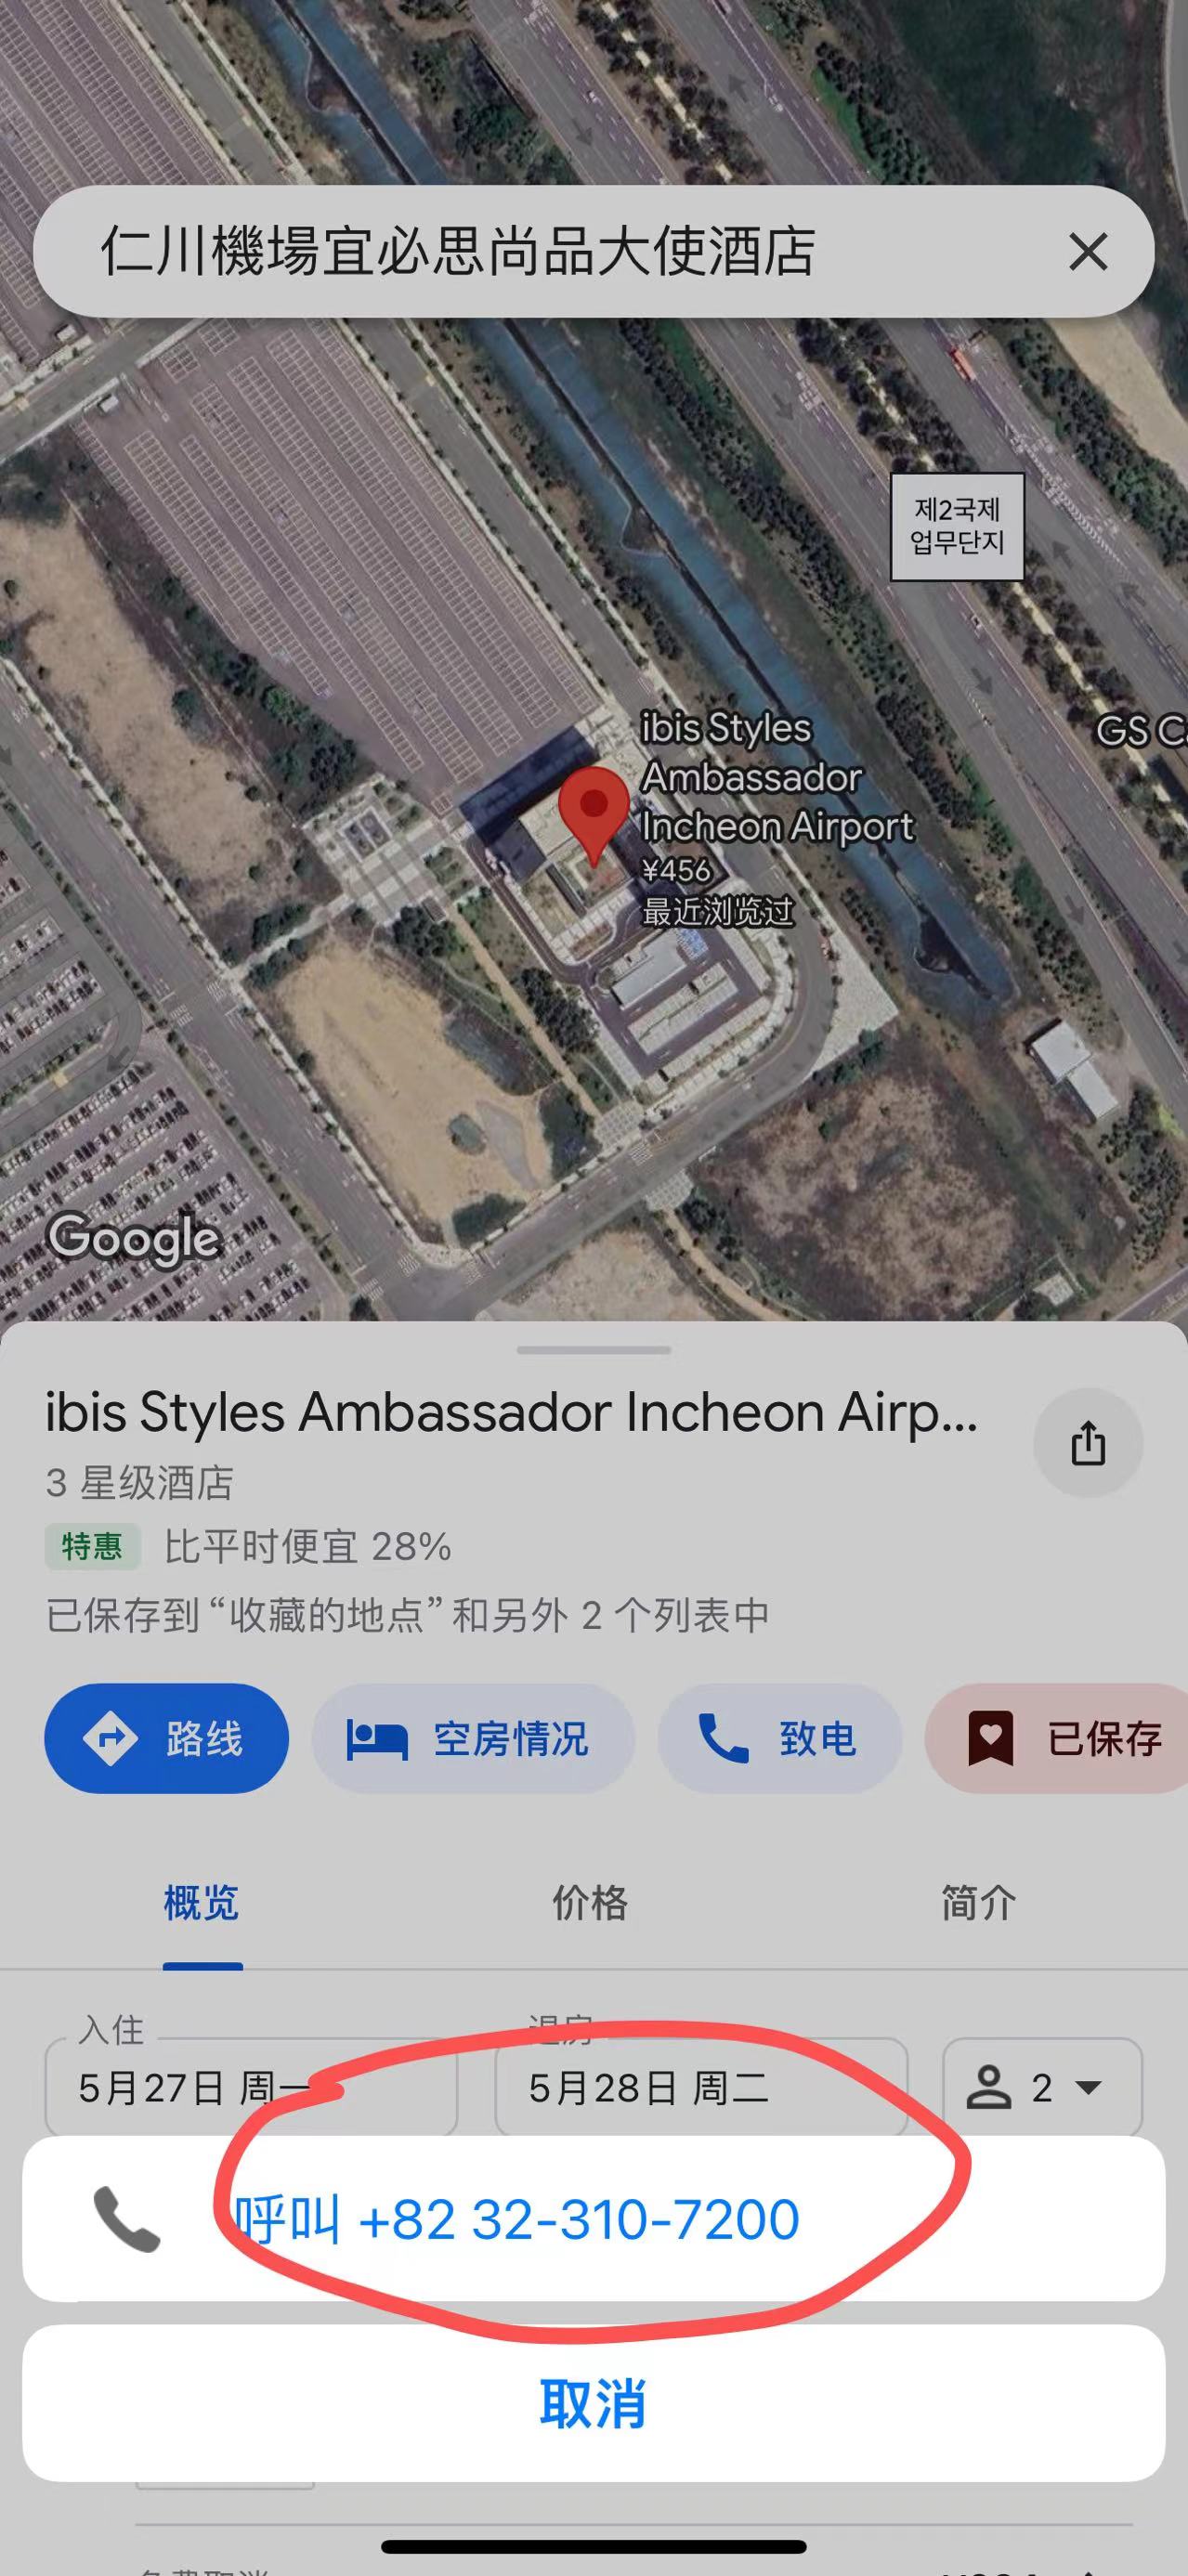 仁川機場宜必思尚品大使酒店
제2국제
업무단지
GS C
ibis Styles
Ambassador
Incheon Airport
¥456
最近浏览过
Google
ibis Styles Ambassador Incheon Airp...
3 星级酒店
特惠 比平时便宜 28%
已保存到“收藏的地点”和另外 2 个列表中
路线 空房情况 致电 已保存
概览 价格 简介
入住 退房
5月27日 周一 5月28日 周二 2
呼叫 +82 32-310-7200
取消